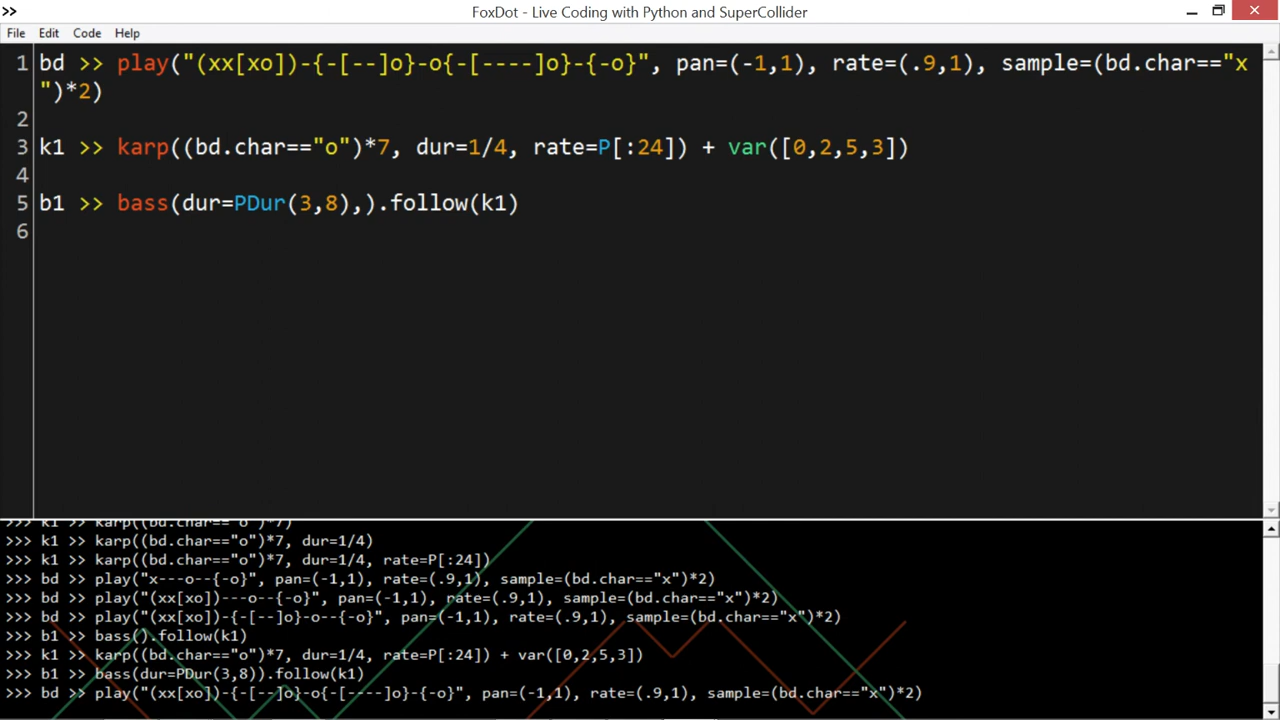 FoxDot - Live Coding with Python and SuperCollider
File Edit Code Help
1 bd >> play("(xx[xo])-{-[--]o}-o{-[----]o}-{-o}", pan=(-1,1), rate=(.9,1), sample=(bd.char=="x
")*2)
2
3 k1 >> karp((bd.char=="o")*7, dur=1/4, rate=P[:24]) + var([0,2,5,3])
4
5 b1 >> bass(dur=PDur(3,8),).follow(k1)
6
>>> k1 >> karp((bd.char=="o")*7)
>>> k1 >> karp((bd.char=="o")*7, dur=1/4)
>>> k1 >> karp((bd.char=="o")*7, dur=1/4, rate=P[:24])
>>> bd >> play("x---o--{-o}", pan=(-1,1), rate=(.9,1), sample=(bd.char=="x")*2)
>>> bd >> play("(xx[xo])---o--{-o}", pan=(-1,1), rate=(.9,1), sample=(bd.char=="x")*2)
>>> bd >> play("(xx[xo])-{-[--]o}-o--{-o}", pan=(-1,1), rate=(.9,1), sample=(bd.char=="x")*2)
>>> b1 >> bass().follow(k1)
>>> k1 >> karp((bd.char=="o")*7, dur=1/4, rate=P[:24]) + var([0,2,5,3])
>>> b1 >> bass(dur=PDur(3,8)).follow(k1)
>>> bd >> play("(xx[xo])-{-[--]o}-o{-[----]o}-{-o}", pan=(-1,1), rate=(.9,1), sample=(bd.char=="x")*2)